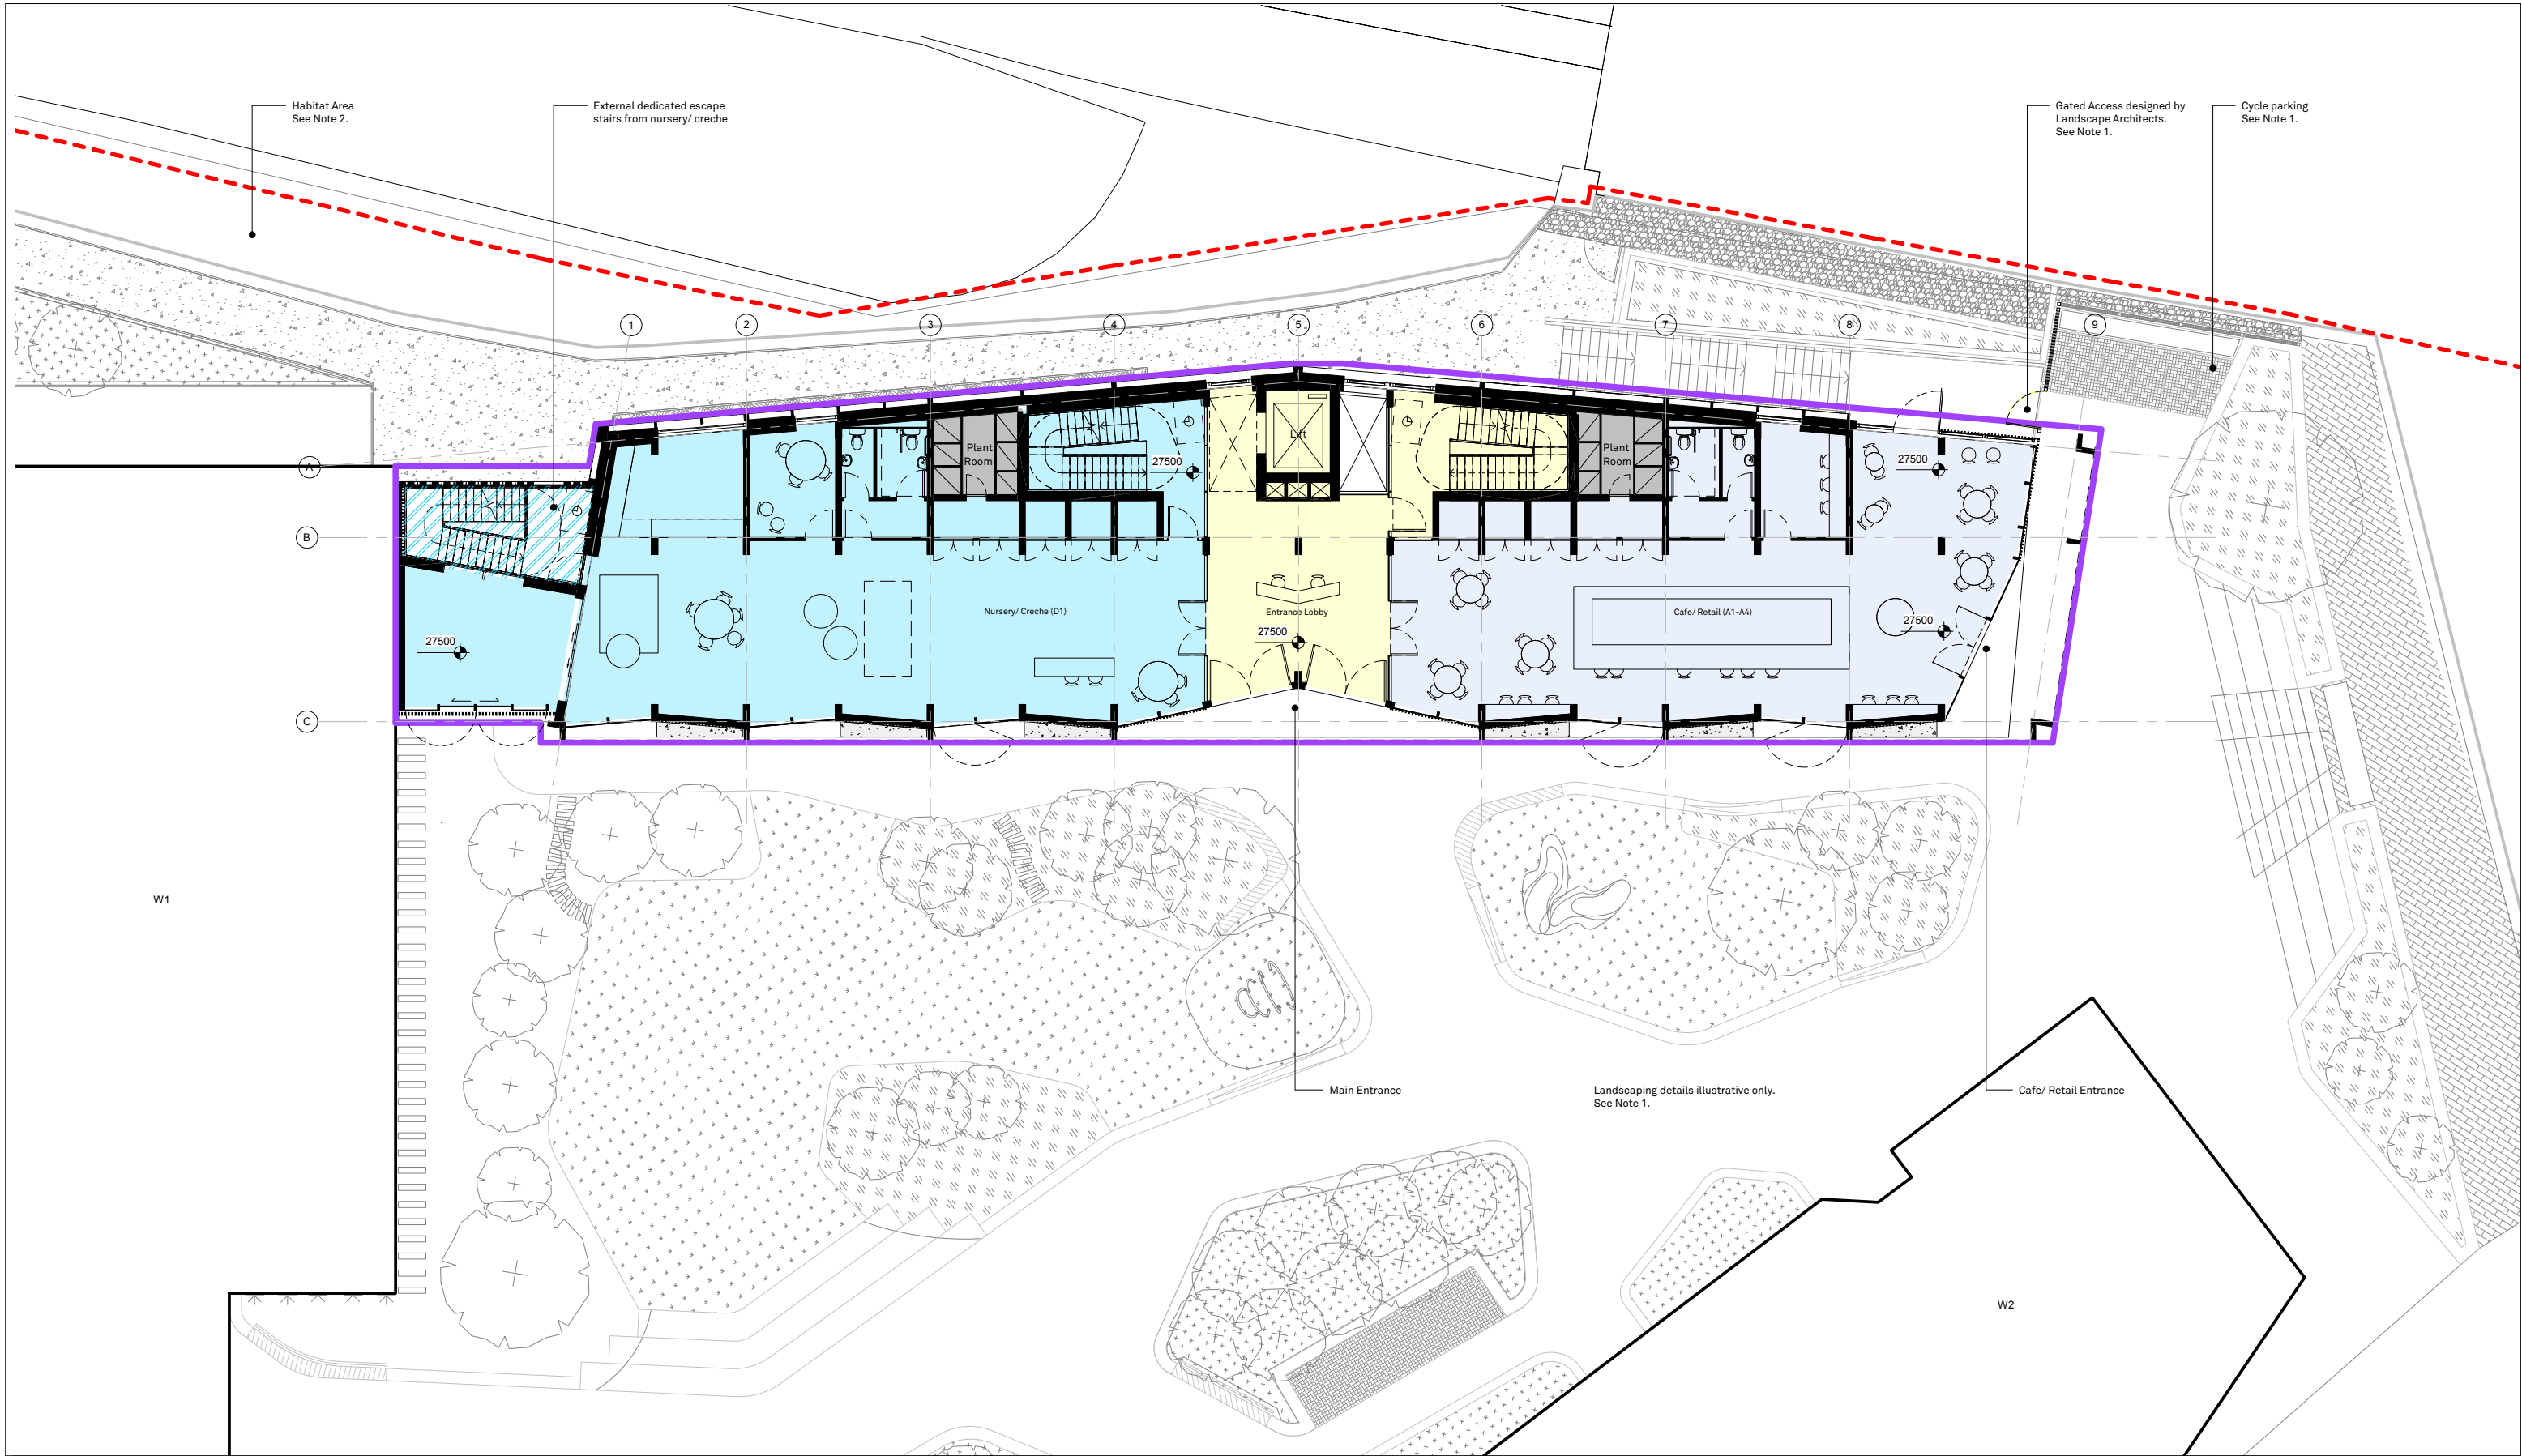 Habitat Area
See Note 2.
External dedicated escape
stairs from nursery/ creche
Gated Access designed by
Landscape Architects.
See Note 1.
Cycle parking
See Note 1.
1
2
3
4
5
6
7
8
9
A
B
C
Plant
Room
27500
Lift
Plant
Room
27500
27500
Nursery/ Creche (D1)
Entrance Lobby
27500
Cafe/ Retail (A1-A4)
27500
W1
Main Entrance
Landscaping details illustrative only.
See Note 1.
Cafe/ Retail Entrance
W2